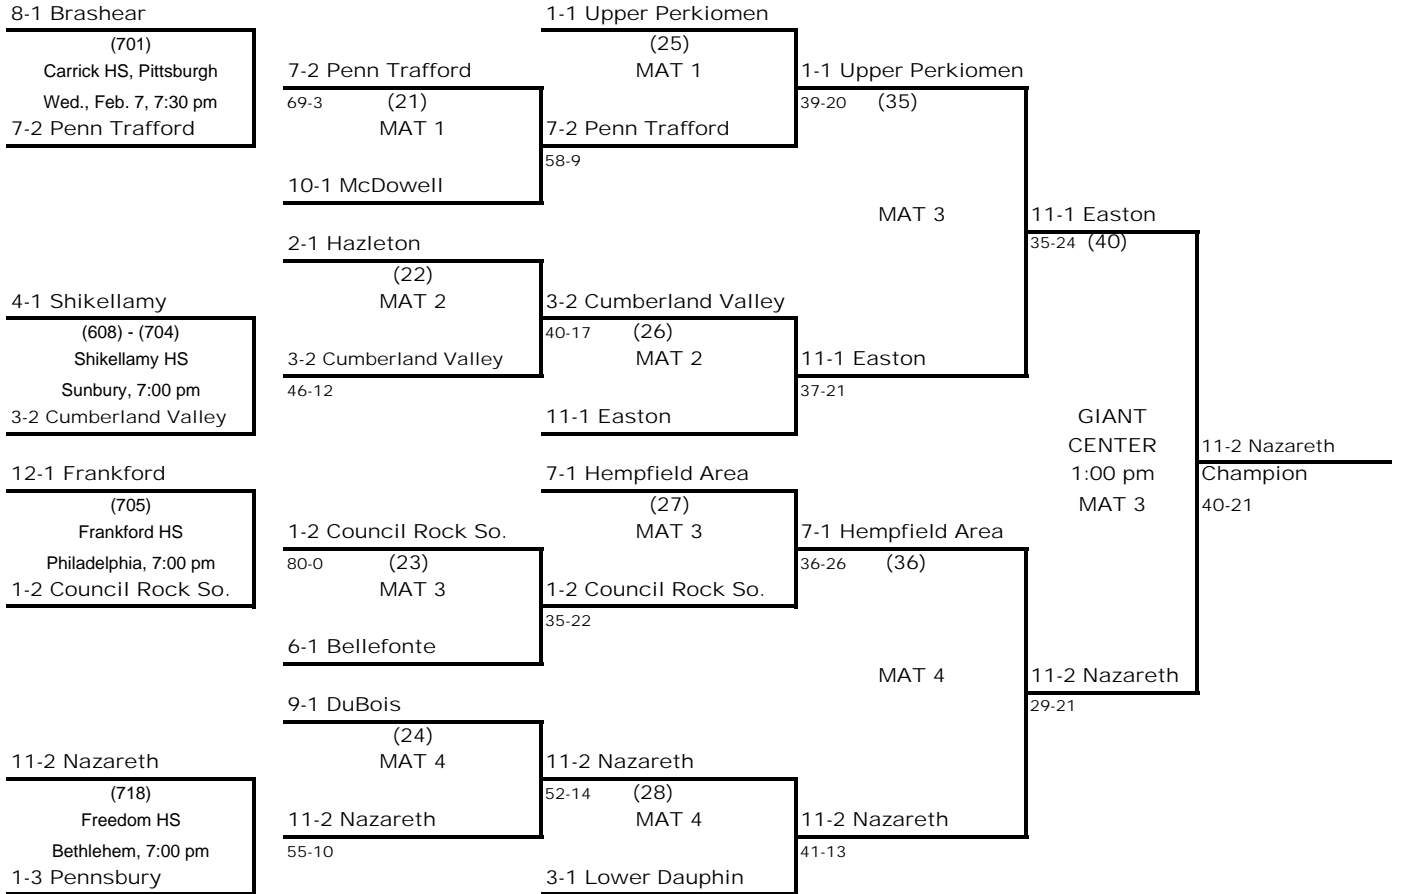 8-1 Brashear
(701)
Carrick HS, Pittsburgh
Wed., Feb. 7, 7:30 pm
7-2 Penn Trafford
4-1 Shikellamy
(608) - (704)
Shikellamy HS
Sunbury, 7:00 pm
3-2 Cumberland Valley
12-1 Frankford
(705)
Frankford HS
Philadelphia, 7:00 pm
1-2 Council Rock So.
11-2 Nazareth
(718)
Freedom HS
Bethlehem, 7:00 pm
1-3 Pennsbury
7-2 Penn Trafford
69-3 (21)
MAT 1
10-1 McDowell
2-1 Hazleton
(22)
MAT 2
3-2 Cumberland Valley
46-12
1-2 Council Rock So.
80-0 (23)
MAT 3
6-1 Bellefonte
9-1 DuBois
(24)
MAT 4
11-2 Nazareth
55-10
1-1 Upper Perkiomen
(25)
MAT 1
7-2 Penn Trafford
58-9
3-2 Cumberland Valley
40-17 (26)
MAT 2
11-1 Easton
7-1 Hempfield Area
(27)
MAT 3
1-2 Council Rock So.
35-22
11-2 Nazareth
52-14 (28)
MAT 4
3-1 Lower Dauphin
1-1 Upper Perkiomen
39-20 (35)
MAT 3
11-1 Easton
37-21
7-1 Hempfield Area
36-26 (36)
MAT 4
11-2 Nazareth
41-13
11-1 Easton
35-24 (40)
GIANT
CENTER
1:00 pm
MAT 3
11-2 Nazareth
29-21
11-2 Nazareth
Champion
40-21